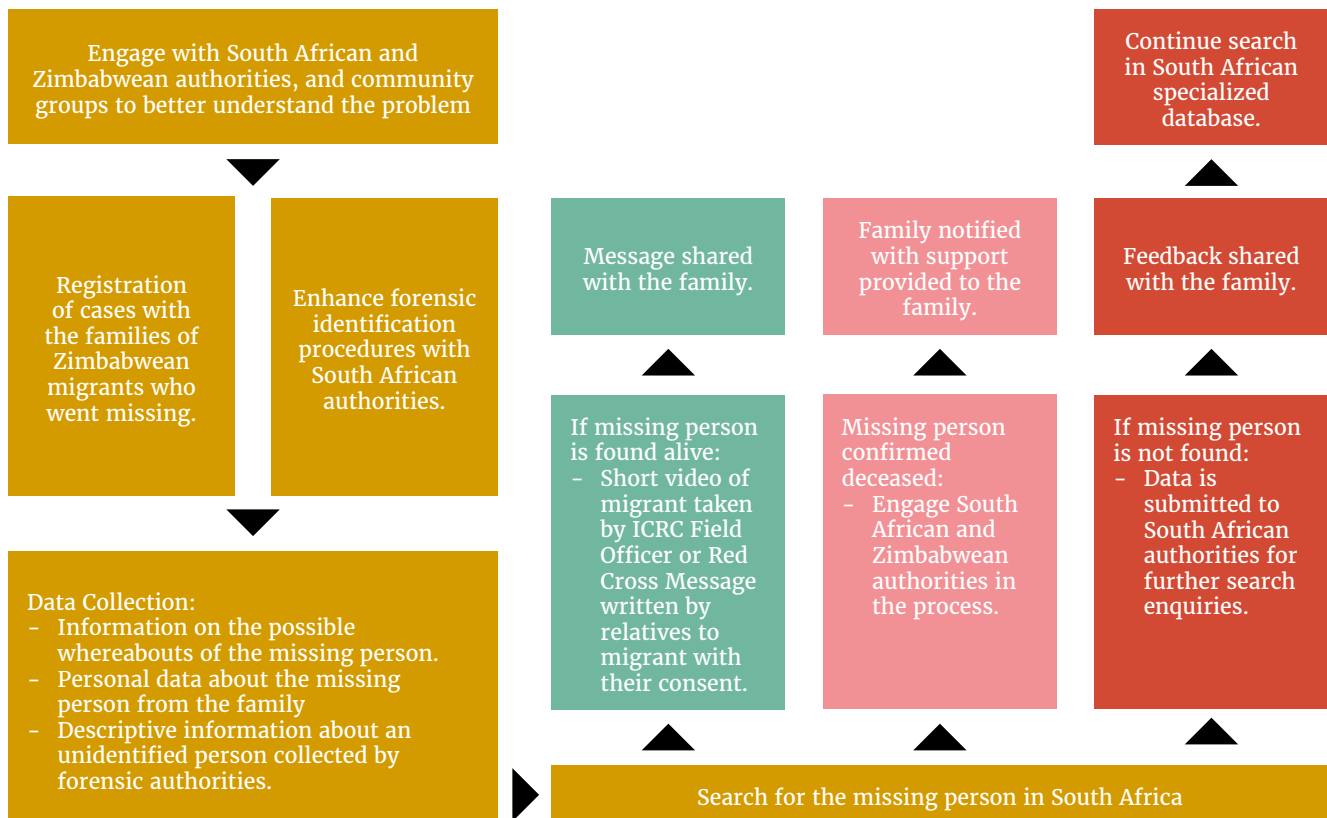 Engage with South African and
Zimbabwean authorities, and community
groups to better understand the problem
Registration
of cases with
the families of
Zimbabwean
migrants who
went missing.
Enhance forensic
identification
procedures with
South African
authorities.
Data Collection:
- Information on the possible
whereabouts of the missing person.
- Personal data about the missing
person from the family
- Descriptive information about an
unidentified person collected by
forensic authorities.
Search for the missing person in South Africa
If missing person
is found alive:
- Short video of
migrant taken
by ICRC Field
Officer or Red
Cross Message
written by
relatives to
migrant with
their consent.
Message shared
with the family.
Missing person
confirmed
deceased:
- Engage South
African and
Zimbabwean
authorities in
the process.
Family notified
with support
provided to the
family.
If missing person
is not found:
- Data is
submitted to
South African
authorities for
further search
enquiries.
Feedback shared
with the family.
Continue search
in South African
specialized
database.